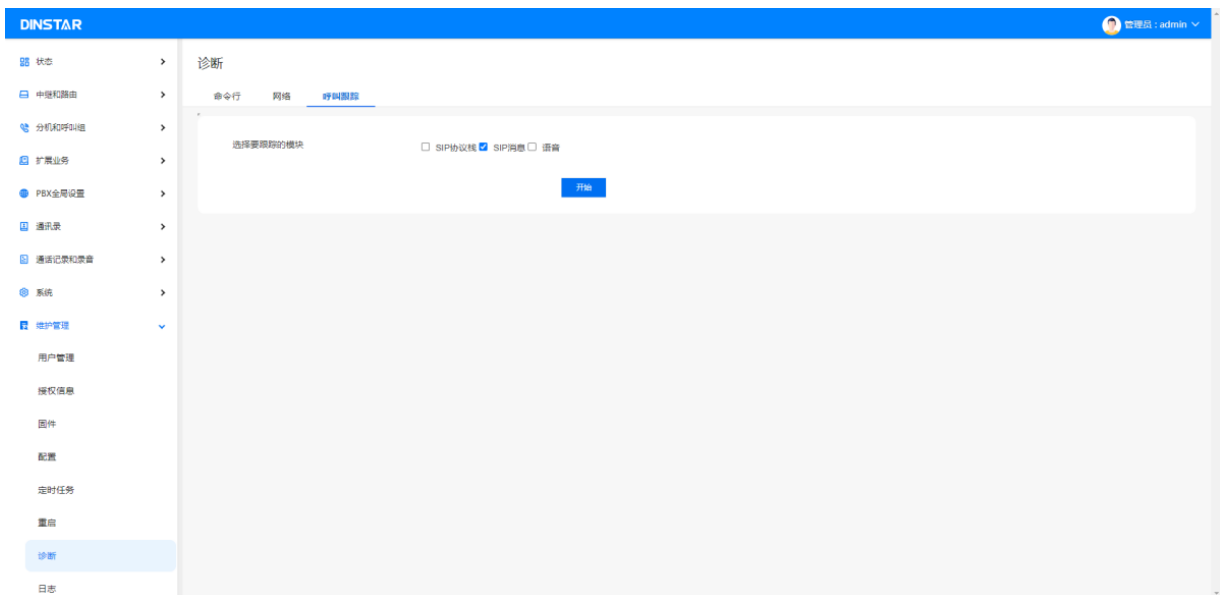 DINSTAR
管理员 : admin
状态
中继和路由
分机和呼叫组
扩展业务
PBX全局设置
通讯录
通话记录和录音
系统
维护管理
用户管理
授权信息
固件
配置
定时任务
重启
诊断
日志
诊断
命令行 网络 呼叫跟踪
选择要跟踪的模块 SIP协议栈 SIP消息 语音
开始